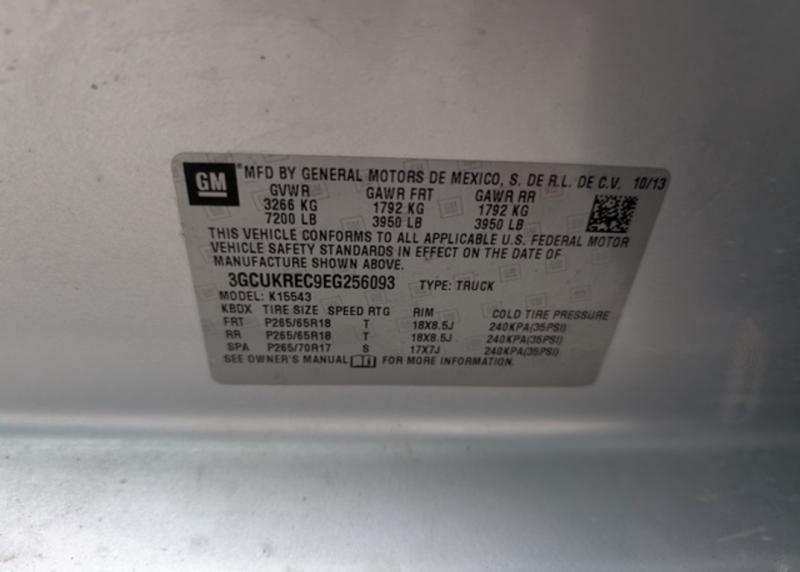 GM
MFD BY GENERAL MOTORS DE MEXICO, S. DE R.L. DE C.V. 10/13
GVWR GAWR FRT GAWR RR
3266 KG 1792 KG 1792 KG
7200 LB 3950 LB 3950 LB
THIS VEHICLE CONFORMS TO ALL APPLICABLE U.S. FEDERAL MOTOR
VEHICLE SAFETY STANDARDS IN EFFECT ON THE DATE OF
MANUFACTURE SHOWN ABOVE.
3GCUKREC9EG256093 TYPE: TRUCK
MODEL: K15543
KBDX TIRE SIZE SPEED RTG RIM COLD TIRE PRESSURE
FRT P265/65R18 T 18X8.5J 240KPA(35PSI)
RR P265/65R18 T 18X8.5J 240KPA(35PSI)
SPA P265/70R17 S 17X7J 240KPA(35PSI)
SEE OWNER'S MANUAL FOR MORE INFORMATION.